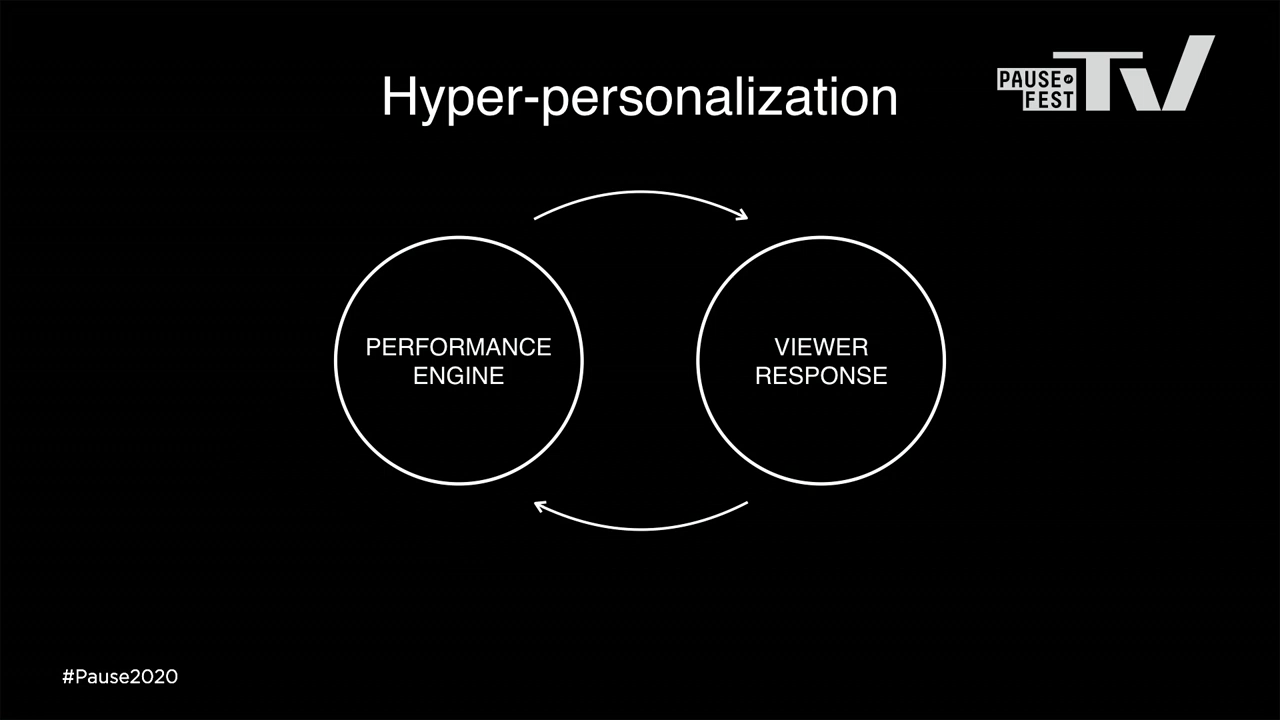 Hyper-personalization
PAUSE
FEST
TV
PERFORMANCE
ENGINE
VIEWER
RESPONSE
#Pause2020